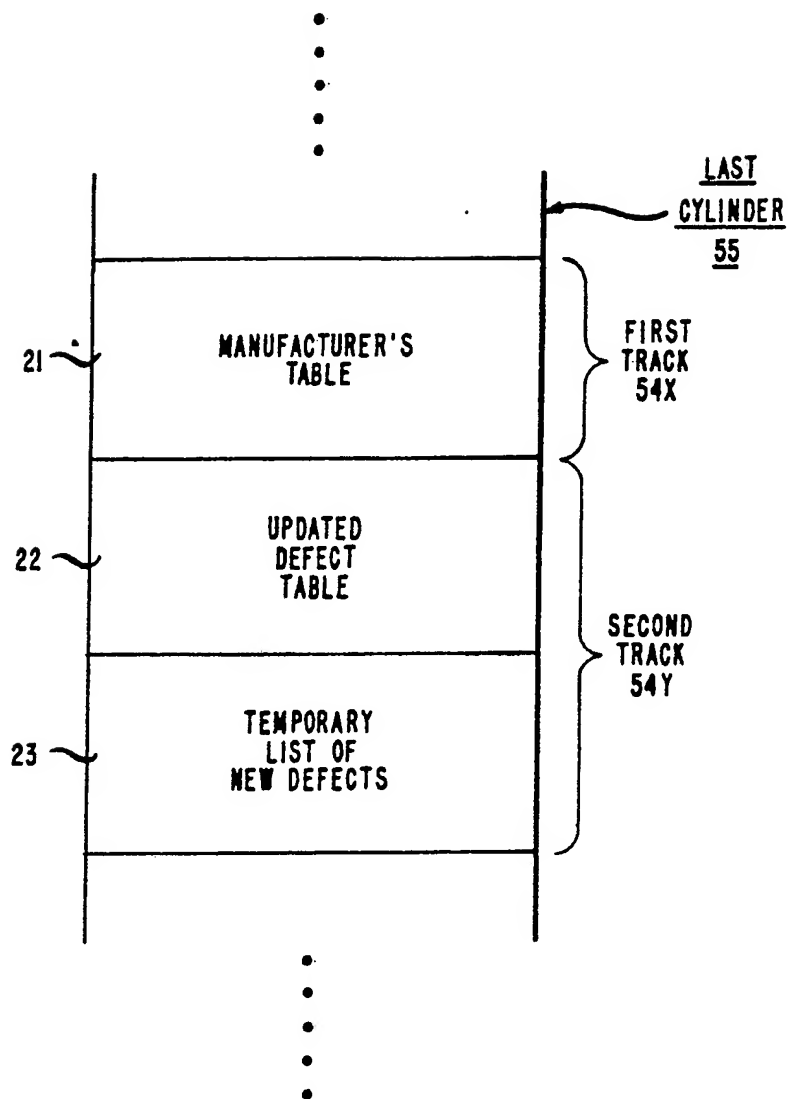 LAST
CYLINDER
55
21
MANUFACTURER'S
TABLE
FIRST
TRACK
54X
22
UPDATED
DEFECT
TABLE
SECOND
TRACK
54Y
23
TEMPORARY
LIST OF
NEW DEFECTS